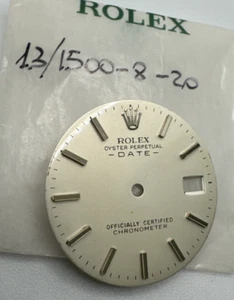 ROLEX
13/1500-8-20
ROLEX
OYSTER PERPETUAL
-DATE-
OFFICIALLY CERTIFIED
CHRONOMETER